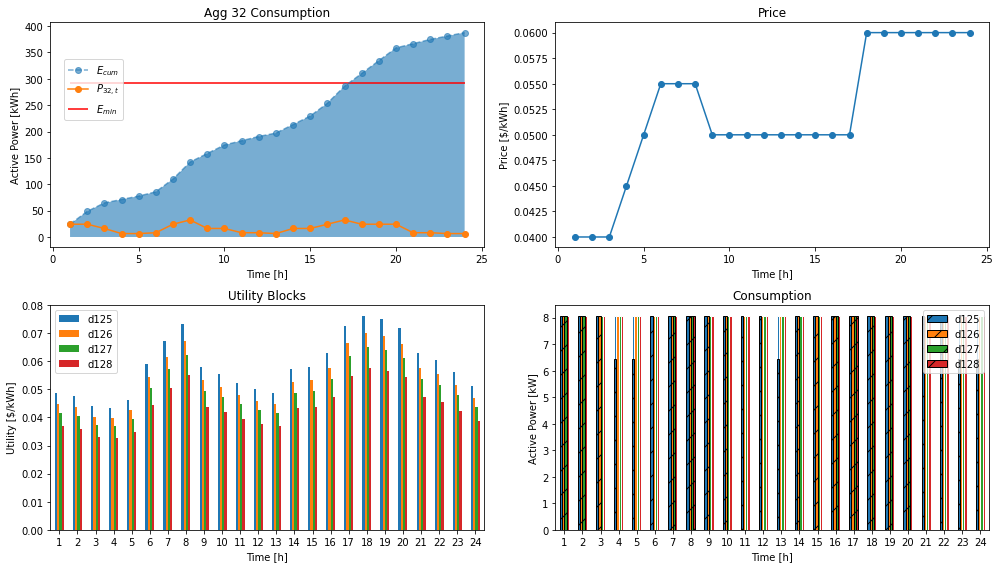 Agg 32 Consumption
Active Power [kWh]
400
350
300
250
200
150
100
50
0
E_cum
P_32, t
E_min
0 5 10 15 20 25
Time [h]
Price
Price [$/kWh]
0.0600
0.0575
0.0550
0.0525
0.0500
0.0475
0.0450
0.0425
0.0400
0 5 10 15 20 25
Time [h]
Utility Blocks
Utility [$/kWh]
0.08
0.07
0.06
0.05
0.04
0.03
0.02
0.01
0.00
d125
d126
d127
d128
1 2 3 4 5 6 7 8 9 10 11 12 13 14 15 16 17 18 19 20 21 22 23 24
Time [h]
Consumption
Active Power [kW]
8
7
6
5
4
3
2
1
0
d125
d126
d127
d128
1 2 3 4 5 6 7 8 9 10 11 12 13 14 15 16 17 18 19 20 21 22 23 24
Time [h]